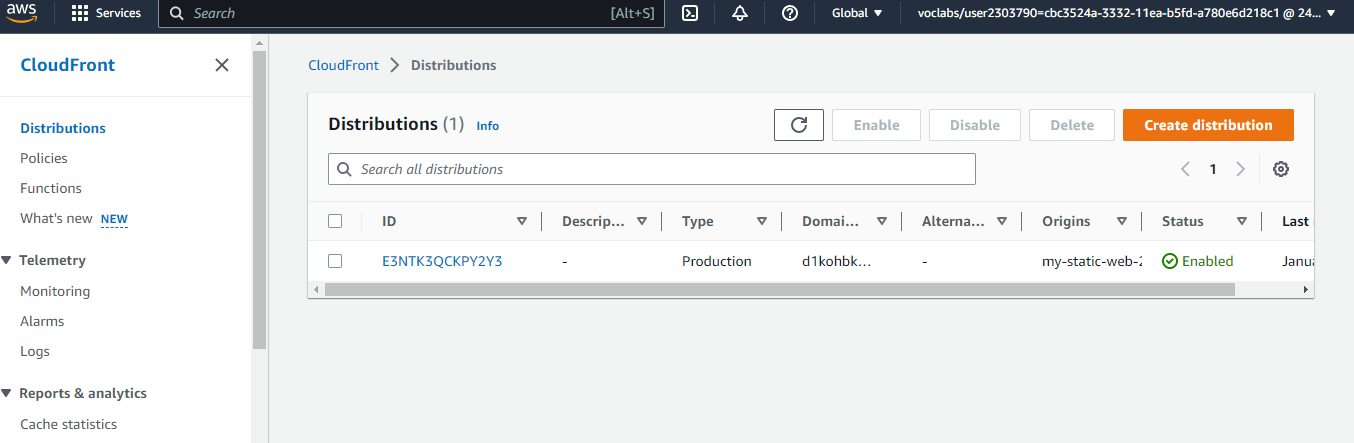 aws Services Search [Alt+S] Global voclabs/user2303790=cbc3524a-3332-11ea-b5fd-a780e6d218c1 @ 24...
CloudFront
Distributions
Policies
Functions
What's new NEW
Telemetry
Monitoring
Alarms
Logs
Reports & analytics
Cache statistics
CloudFront Distributions
Distributions (1) Info Enable Disable Delete Create distribution
Search all distributions 1
ID Descrip... Type Domai... Alterna... Origins Status Last
E3NTK3QCKPY2Y3 - Production d1kohbk... - my-static-web-2 Enabled Janua